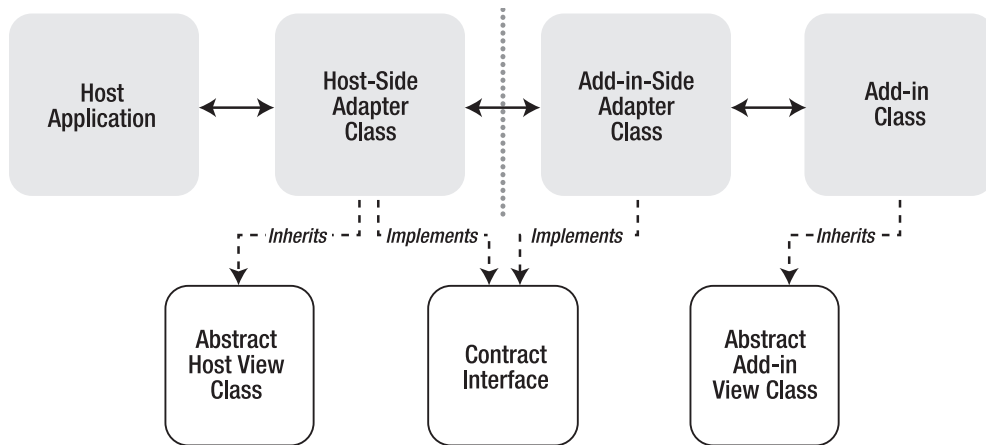 Host
Application
Host-Side
Adapter
Class
Add-in-Side
Adapter
Class
Add-in
Class
Inherits
Implements
Implements
Inherits
Abstract
Host View
Class
Contract
Interface
Abstract
Add-in
View Class